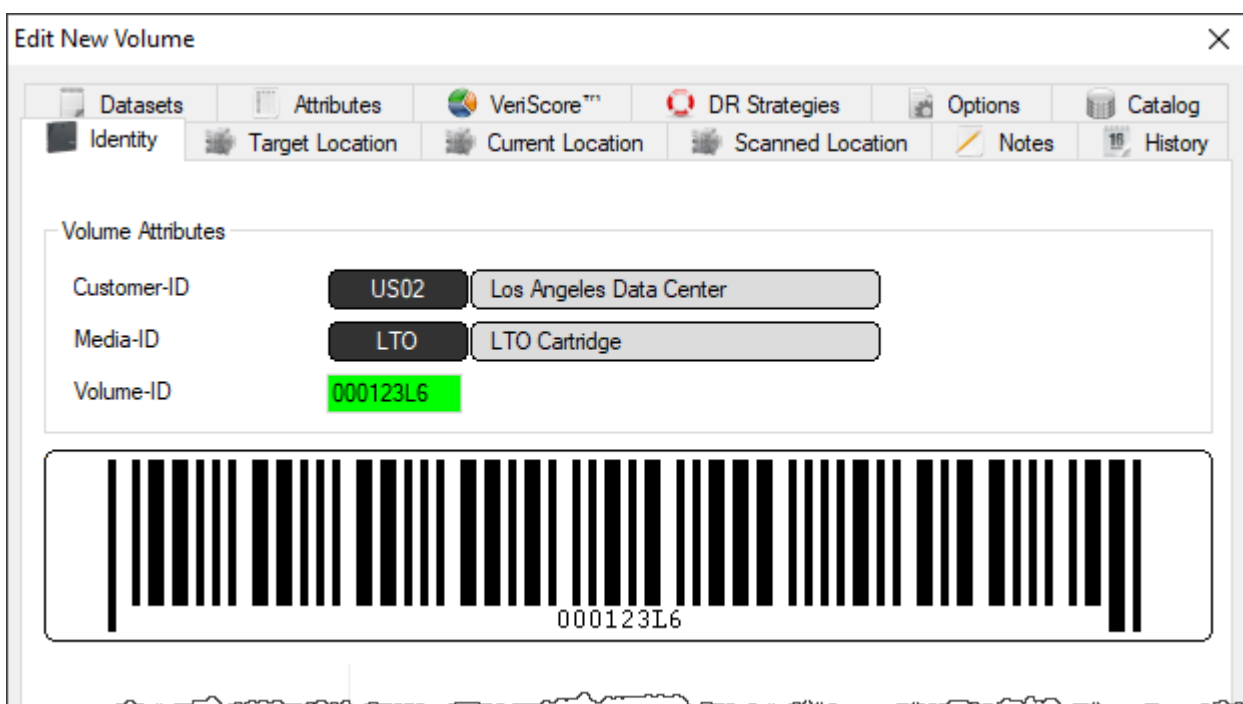 Edit New Volume
Datasets Attributes VeriScore™ DR Strategies Options Catalog
Identity Target Location Current Location Scanned Location Notes 16 History
Volume Attributes
Customer-ID US02 Los Angeles Data Center
Media-ID LTO LTO Cartridge
Volume-ID 000123L6
000123L6